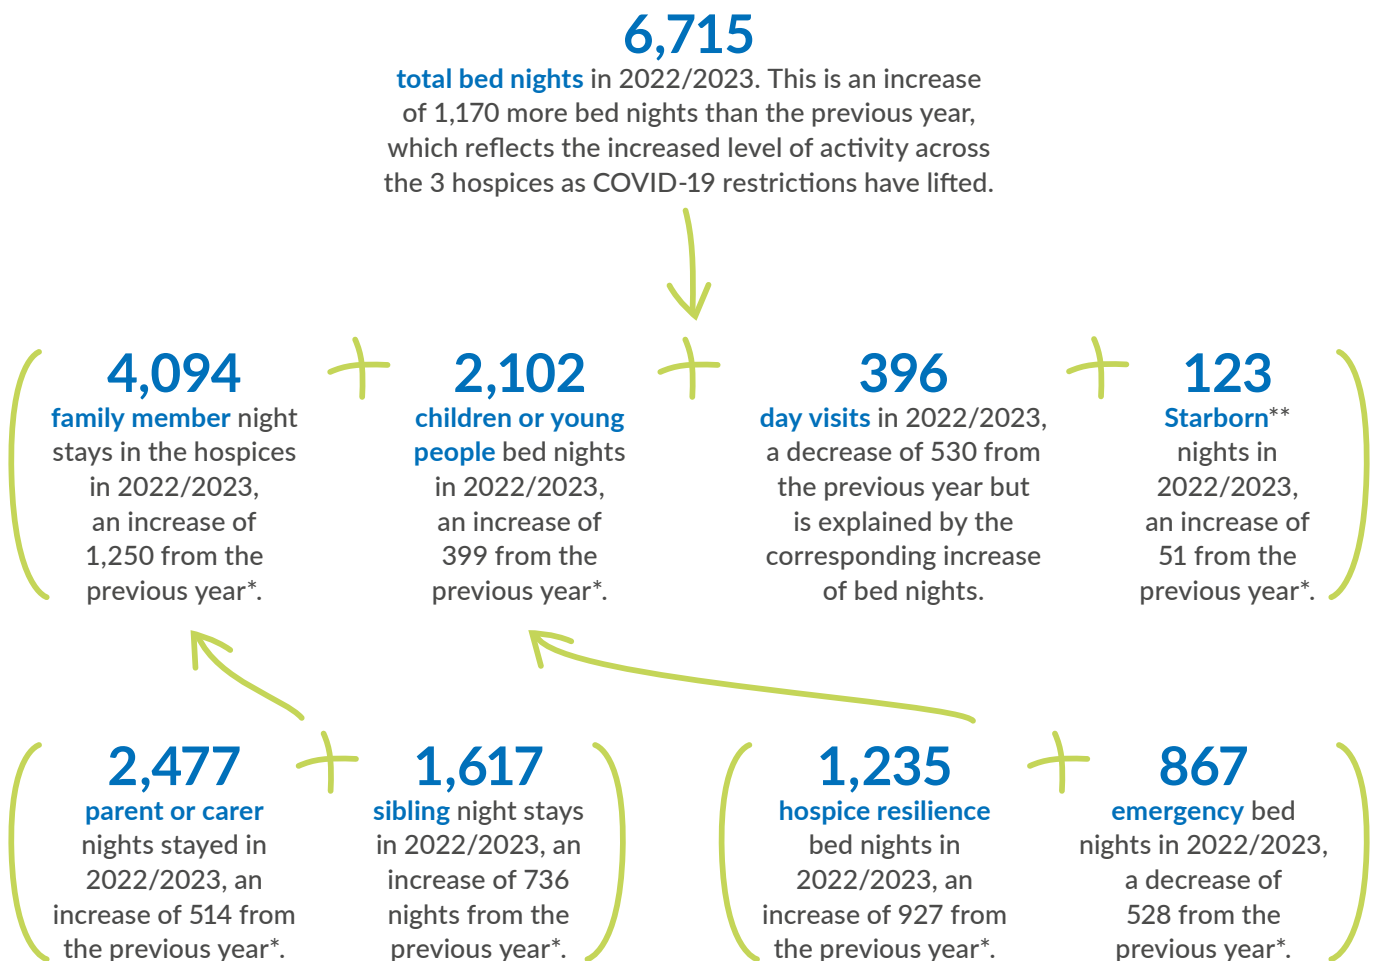 6,715
total bed nights in 2022/2023. This is an increase
of 1,170 more bed nights than the previous year,
which reflects the increased level of activity across
the 3 hospices as COVID-19 restrictions have lifted.
4,094
family member night
stays in the hospices
in 2022/2023,
an increase of
1,250 from the
previous year*.
2,102
children or young
people bed nights
in 2022/2023,
an increase of
399 from the
previous year*.
396
day visits in 2022/2023,
a decrease of 530 from
the previous year but
is explained by the
corresponding increase
of bed nights.
123
Starborn**
nights in
2022/2023,
an increase of
51 from the
previous year*.
2,477
parent or carer
nights stayed in
2022/2023, an
increase of 514 from
the previous year*.
1,617
sibling night stays
in 2022/2023, an
increase of 736
nights from the
previous year*.
1,235
hospice resilience
bed nights in
2022/2023, an
increase of 927 from
the previous year*.
867
emergency bed
nights in 2022/2023,
a decrease of
528 from the
previous year*.